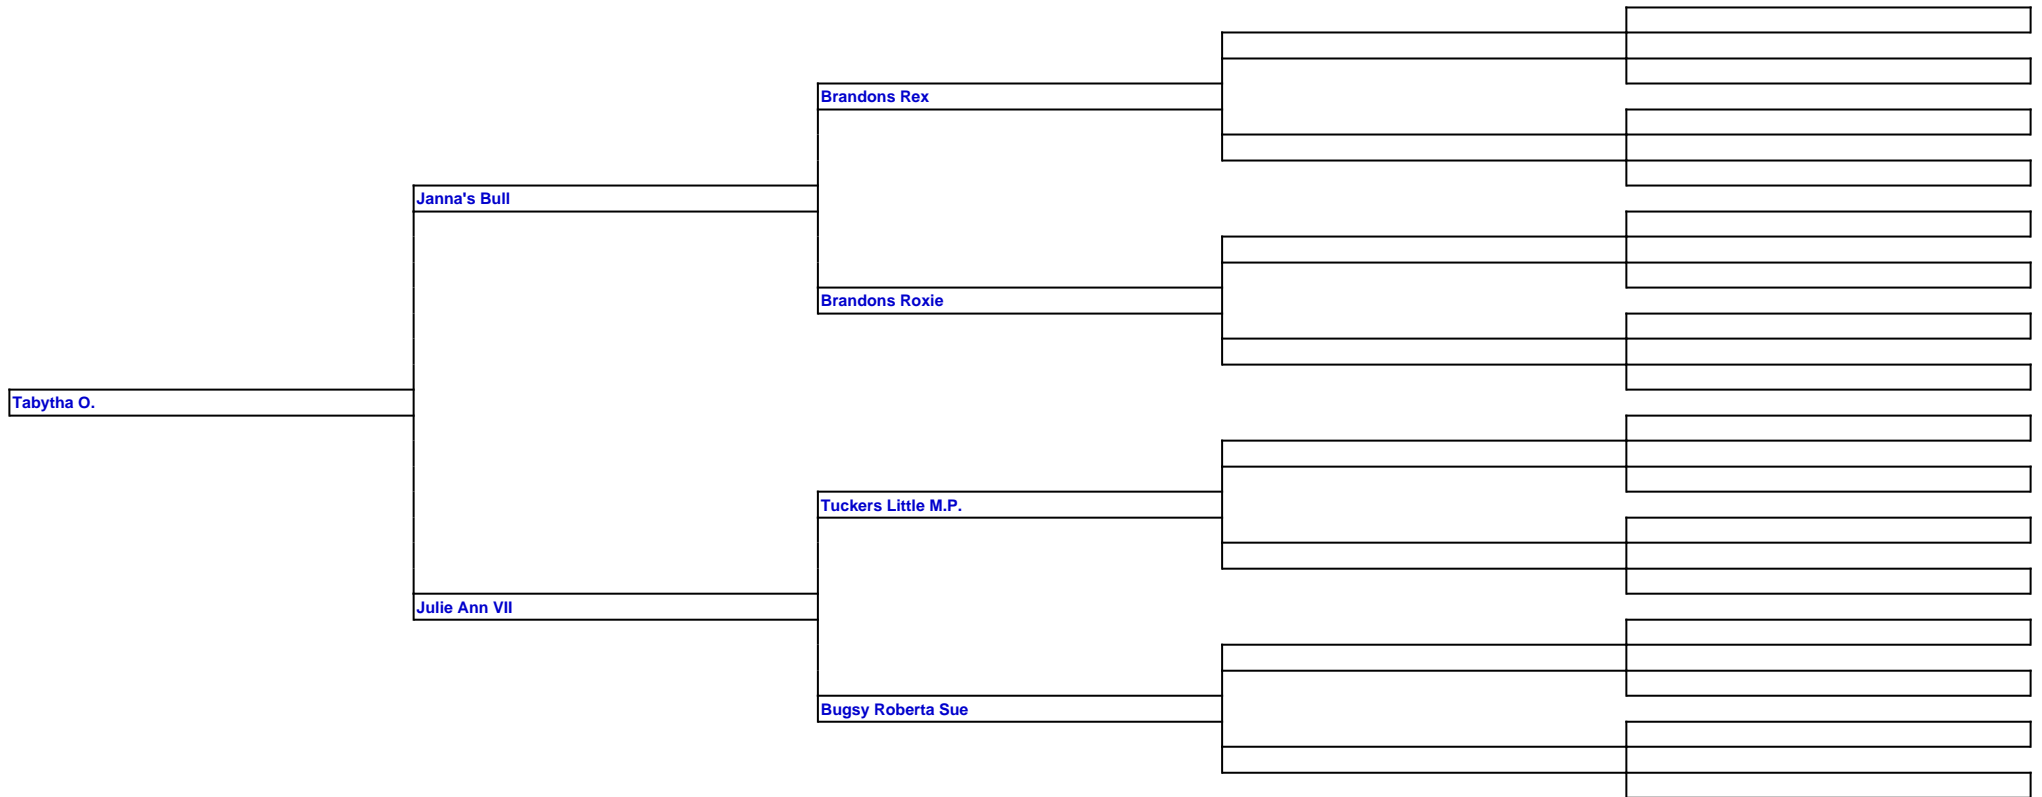 Brandons Rex
Janna's Bull
Brandons Roxie
Tabytha O.
Tuckers Little M.P.
Julie Ann VII
Bugsy Roberta Sue